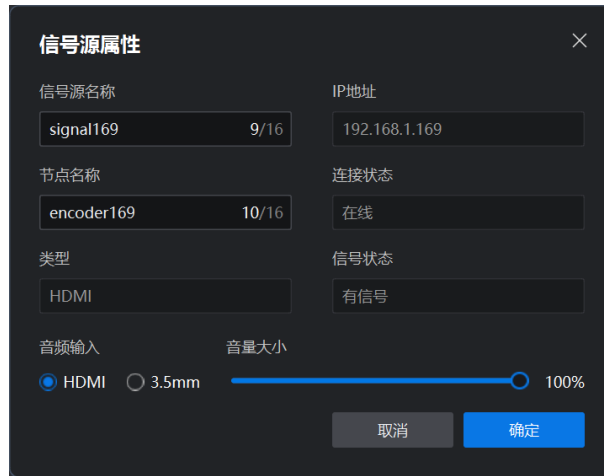 信号源属性
信号源名称 IP地址
signal169 9/16 192.168.1.169
节点名称 连接状态
encoder169 10/16 在线
类型 信号状态
HDMI 有信号
音频输入 音量大小
HDMI 3.5mm 100%
取消 确定